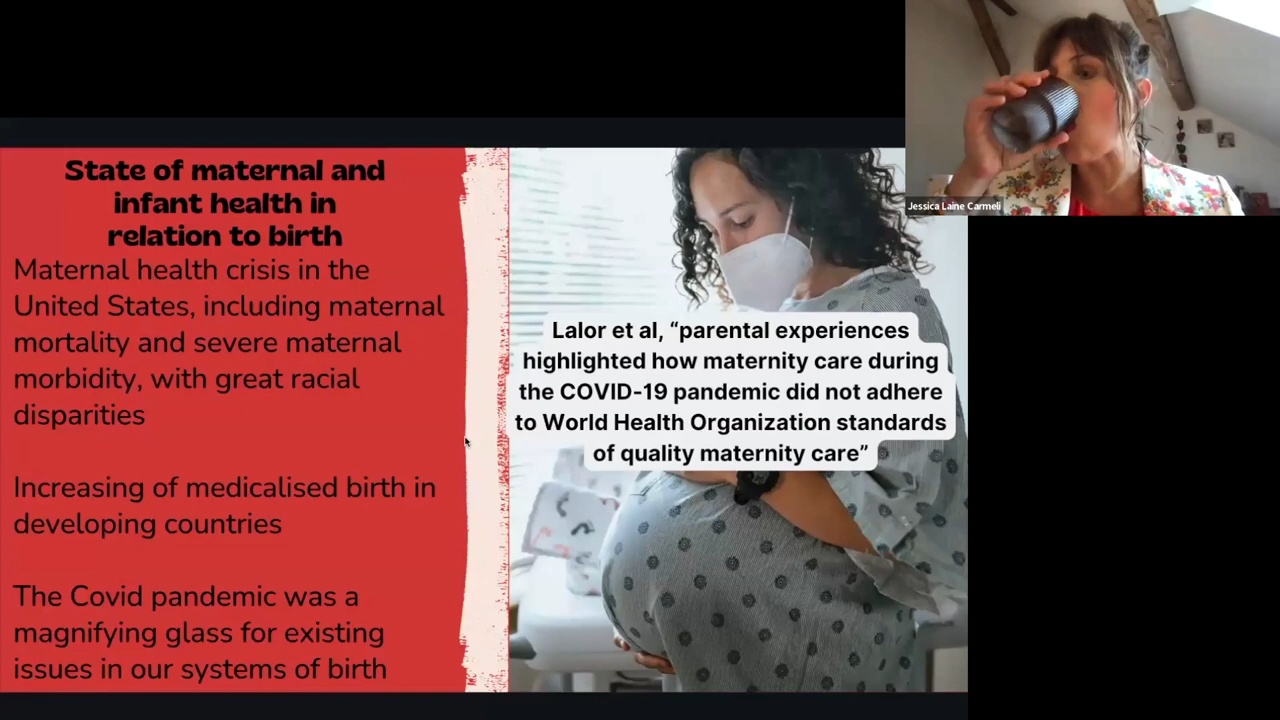 State of maternal and
infant health in
relation to birth
Maternal health crisis in the
United States, including maternal
mortality and severe maternal
morbidity, with great racial
disparities
Increasing of medicalised birth in
developing countries
The Covid pandemic was a
magnifying glass for existing
issues in our systems of birth
Lalor et al, “parental experiences
highlighted how maternity care during
the COVID-19 pandemic did not adhere
to World Health Organization standards
of quality maternity care”
Jessica Laine Carmeli